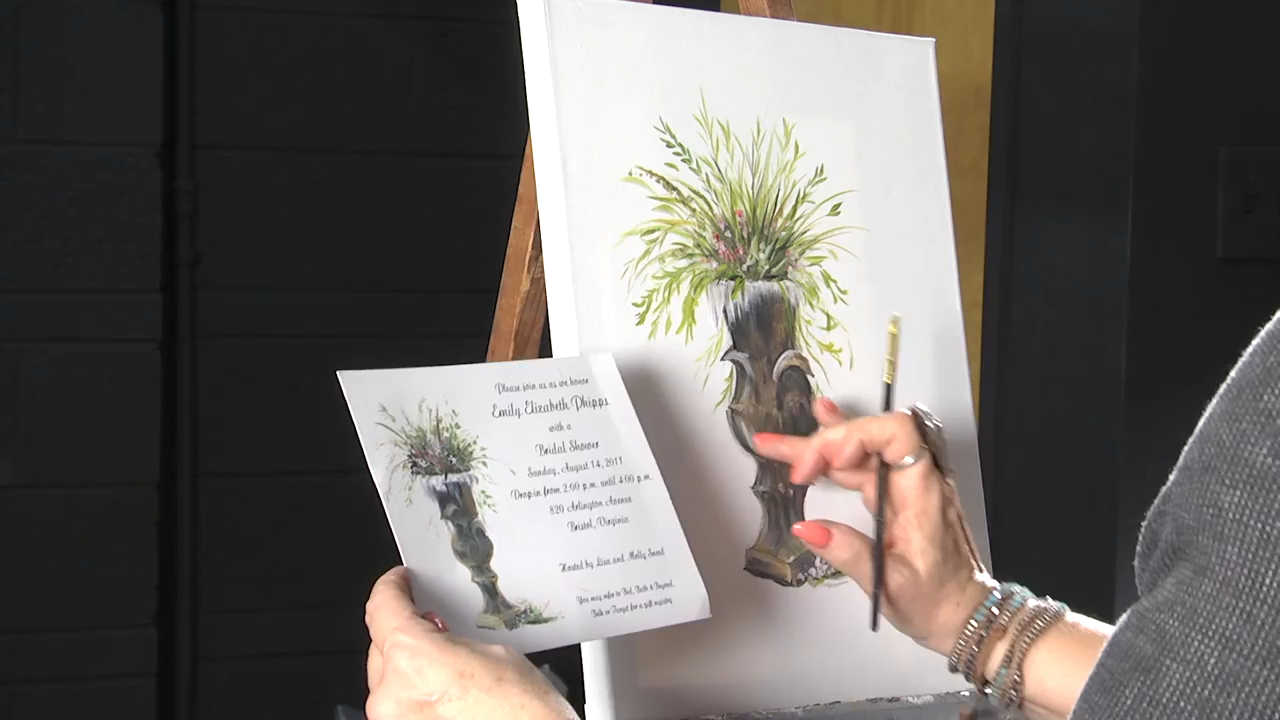 Please join us as we honor
Emily Elizabeth Phipps
with a
Bridal Shower
Sunday, August 14, 2011
Drop in from 2:00 p.m. until 4:00 p.m.
820 Arlington Avenue
Bristol, Virginia
Hosted by Lisa and Molly Sneed
You may refer to Bed, Bath & Beyond,
Belk or Target for a gift registry